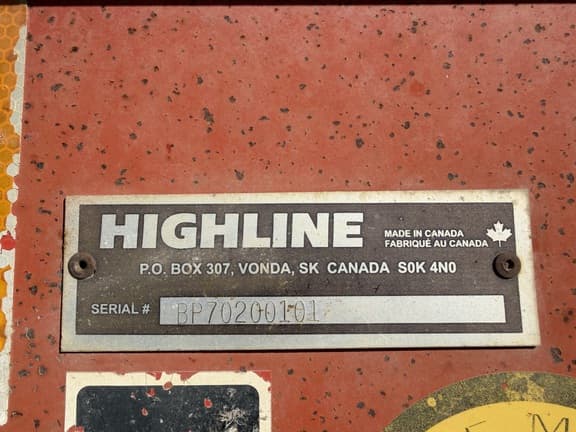 HIGHLINE
MADE IN CANADA
FABRIQUÉ AU CANADA
P.O. BOX 307, VONDA, SK CANADA S0K 4N0
SERIAL # BP70200101